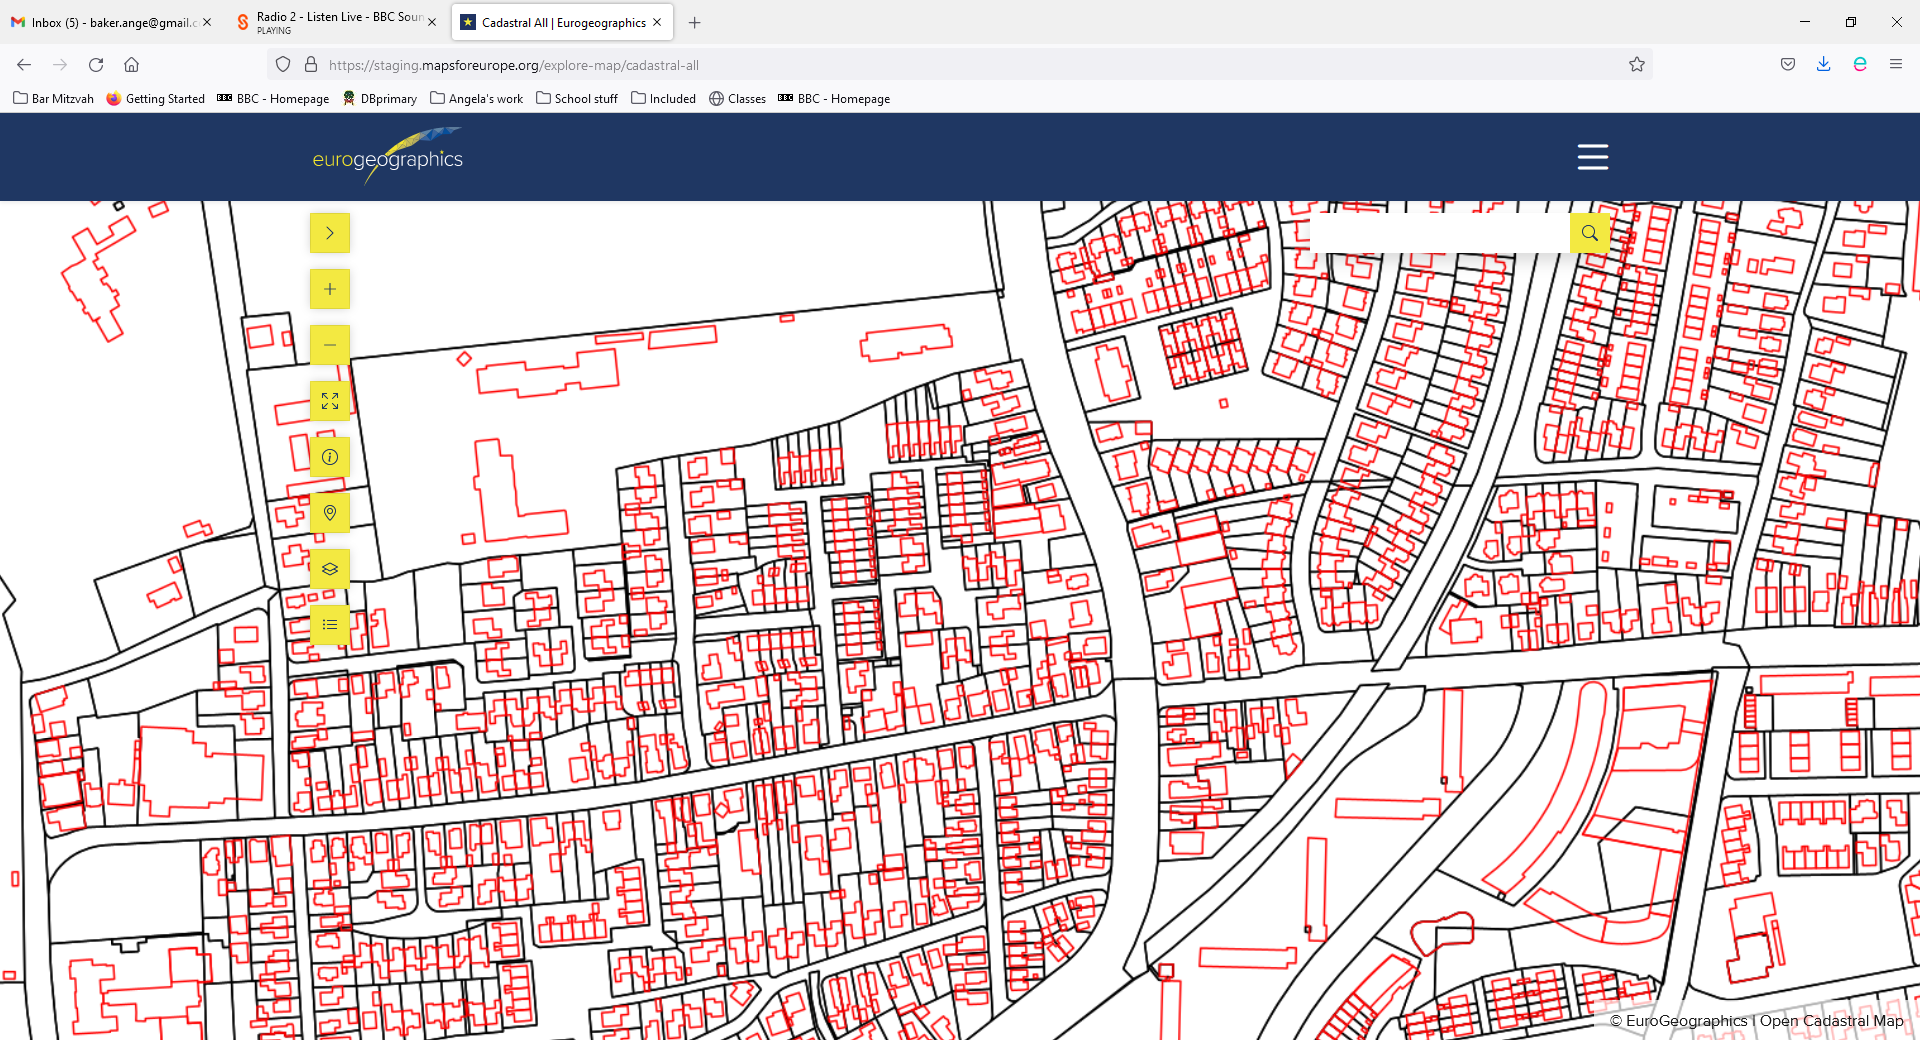 Inbox (5) - baker.ange@gmail.c
Radio 2 - Listen Live - BBC Soun
PLAYING
Cadastral All | Eurogeographics
https://staging.mapsforeurope.org/explore-map/cadastral-all
Bar Mitzvah
Getting Started
BBC - Homepage
DBprimary
Angela's work
School stuff
Included
Classes
BBC - Homepage
eurogeographics
© EuroGeographics | Open Cadastral Map